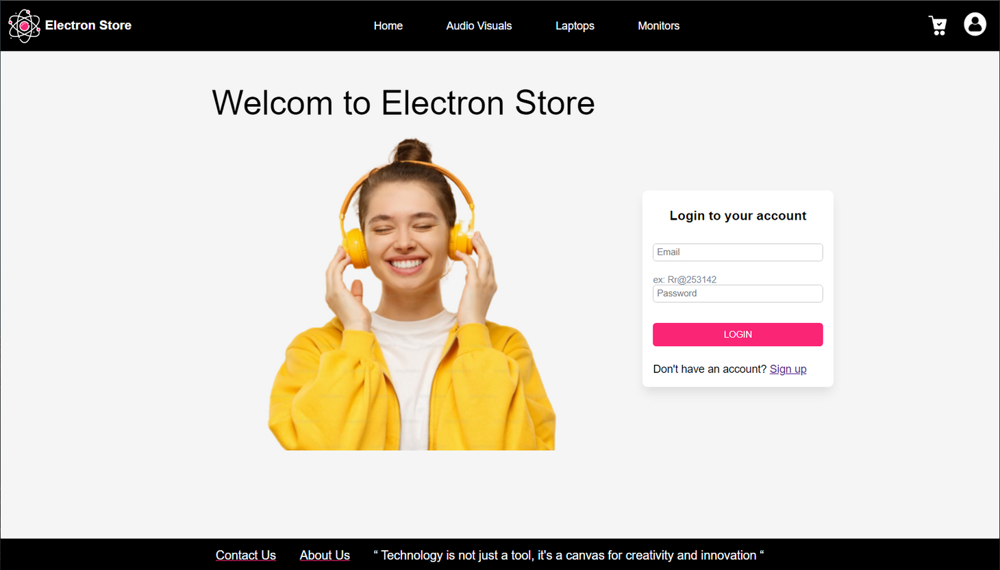 Electron Store
Home
Audio Visuals
Laptops
Monitors
Welcom to Electron Store
Login to your account
Email
ex: Rr@253142
Password
LOGIN
Don't have an account? Sign up
Contact Us
About Us
“ Technology is not just a tool, it's a canvas for creativity and innovation “